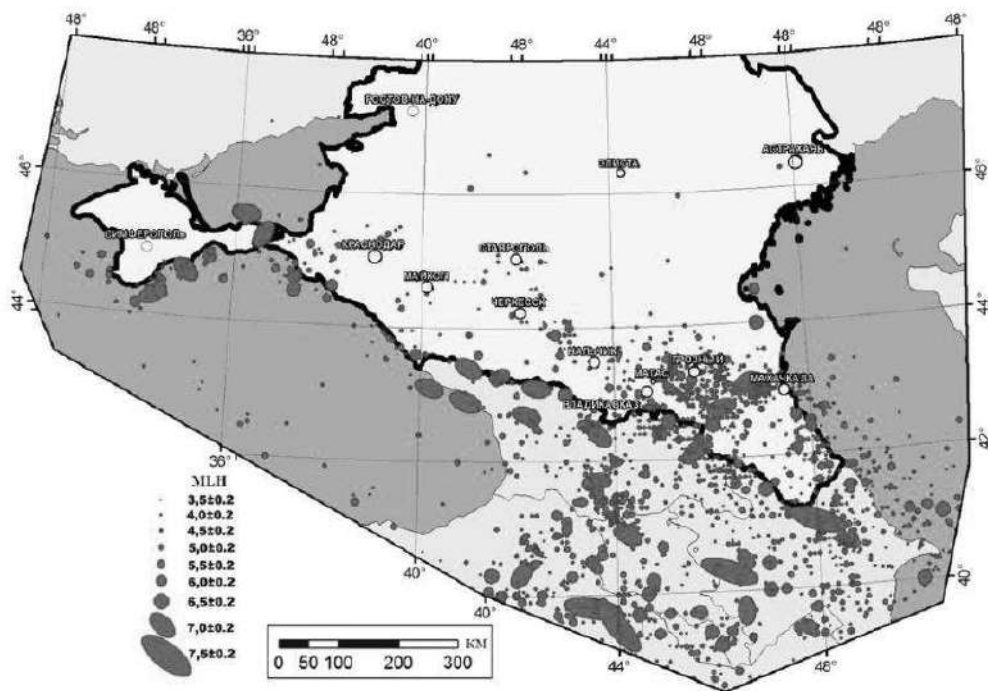 48° 48° 36° 48° 40° 48° 44° 48° 48° 48° 48°
РОСТОВ-НА-ДОНУ
46°
ЭЛИСТА
АСТРАХАНЬ
46°
СИМФЕРОПОЛЬ
КРАСНОДАР
СТАВРОПОЛЬ
МАЙКОП
44°
ЧЕРКЕССК
44°
НАЛЬЧИК
ГРОЗНЫЙ
МАГАС
МАХАЧКАЛА
ВЛАДИКАВКАЗ
42°
36°
MLH
3,5±0.2
4,0±0.2
4,5±0.2
5,0±0.2
5,5±0.2
6,0±0.2
6,5±0.2
7,0±0.2
7,5±0.2
40°
40°
40°
44°
48°
0 50 100 200 300 КМ